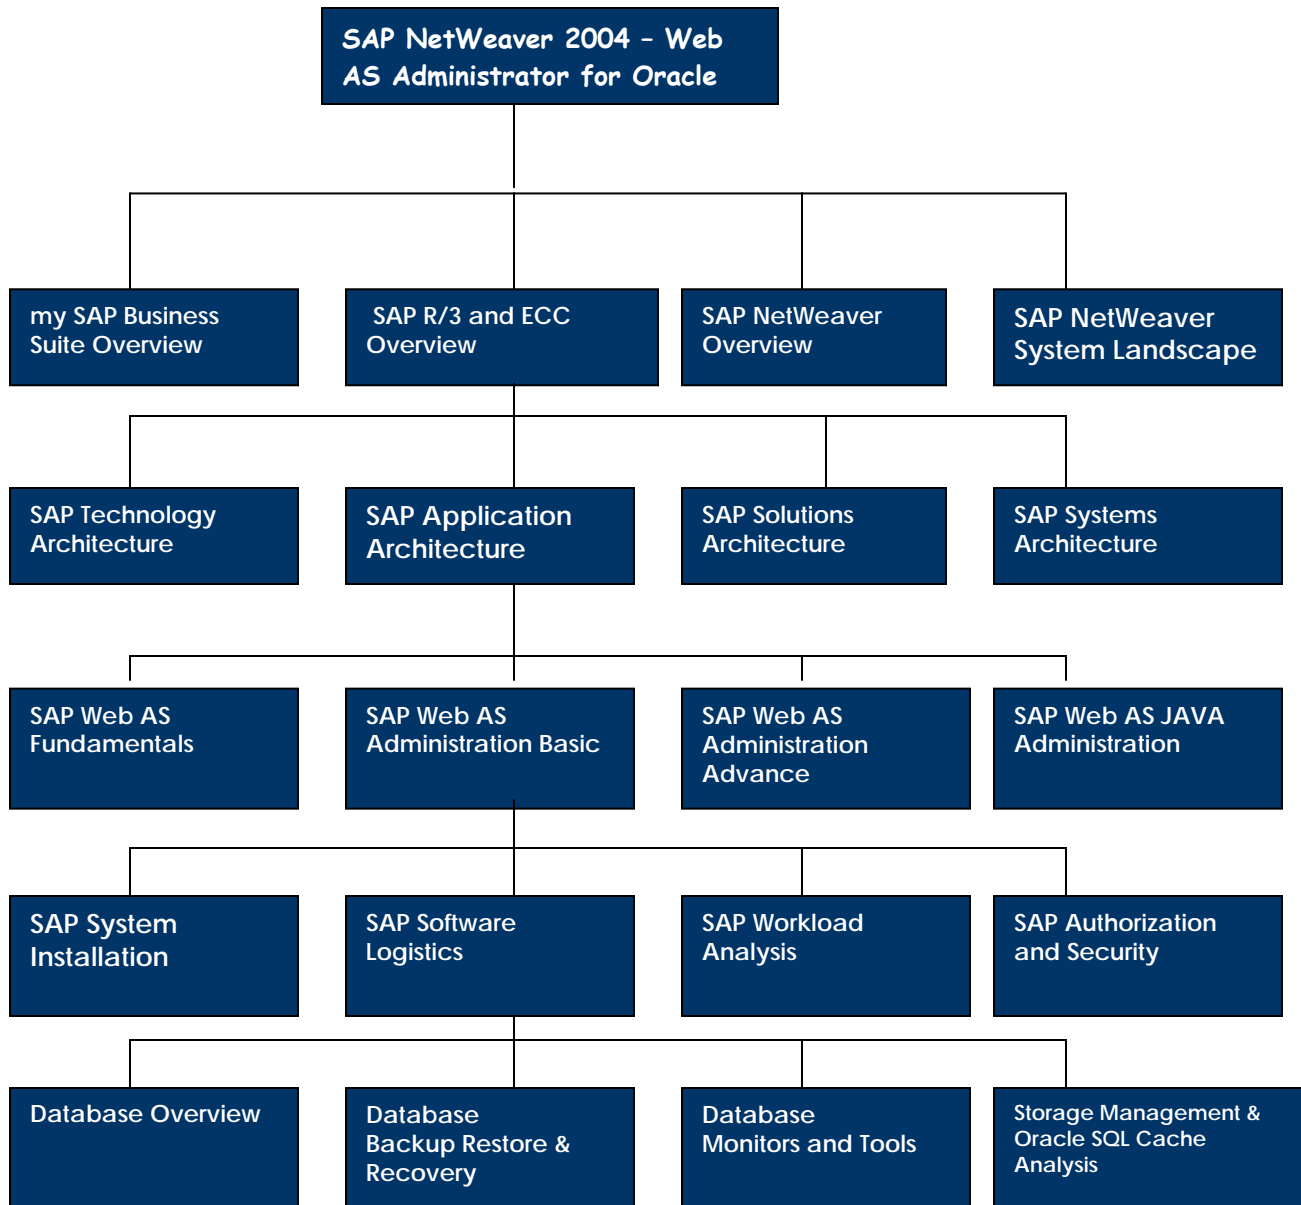 SAP NetWeaver 2004 – Web
AS Administrator for Oracle
my SAP Business
Suite Overview
SAP R/3 and ECC
Overview
SAP NetWeaver
Overview
SAP NetWeaver
System Landscape
SAP Technology
Architecture
SAP Application
Architecture
SAP Solutions
Architecture
SAP Systems
Architecture
SAP Web AS
Fundamentals
SAP Web AS
Administration Basic
SAP Web AS
Administration
Advance
SAP Web AS JAVA
Administration
SAP System
Installation
SAP Software
Logistics
SAP Workload
Analysis
SAP Authorization
and Security
Database Overview
Database
Backup Restore &
Recovery
Database
Monitors and Tools
Storage Management &
Oracle SQL Cache
Analysis